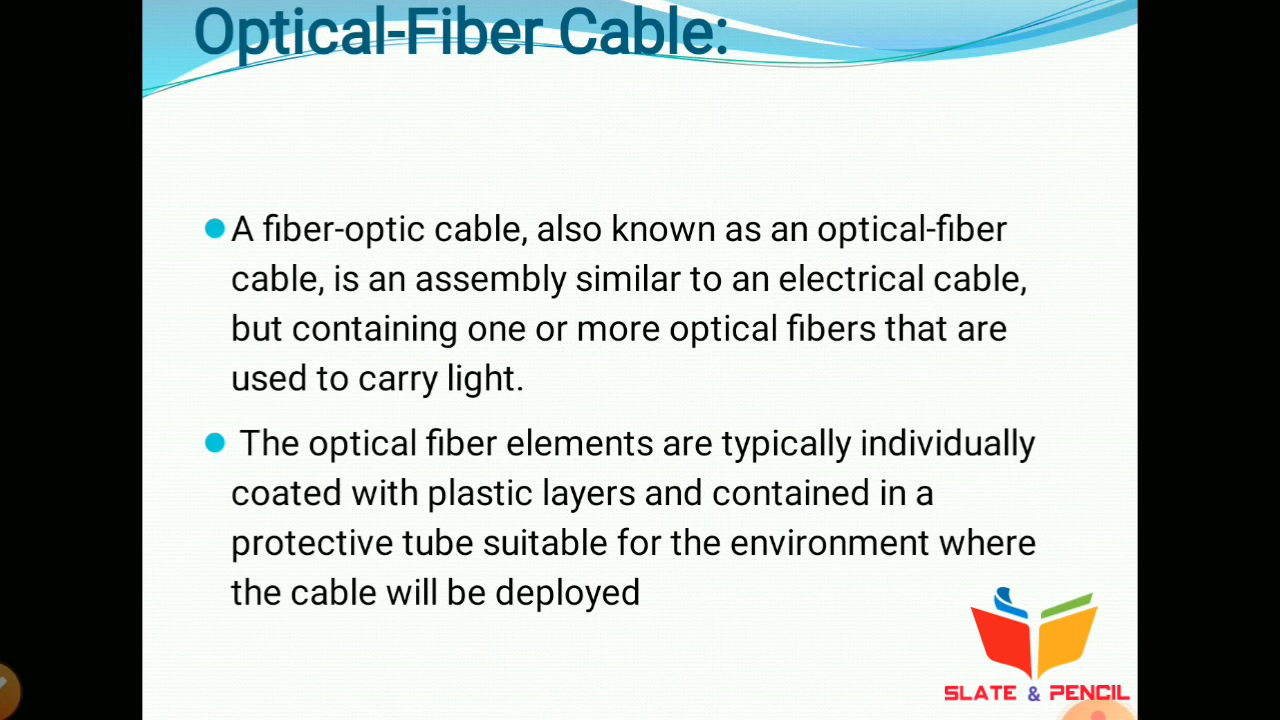 Optical-Fiber Cable:
A fiber-optic cable, also known as an optical-fiber
cable, is an assembly similar to an electrical cable,
but containing one or more optical fibers that are
used to carry light.
The optical fiber elements are typically individually
coated with plastic layers and contained in a
protective tube suitable for the environment where
the cable will be deployed
SLATE & PENCIL